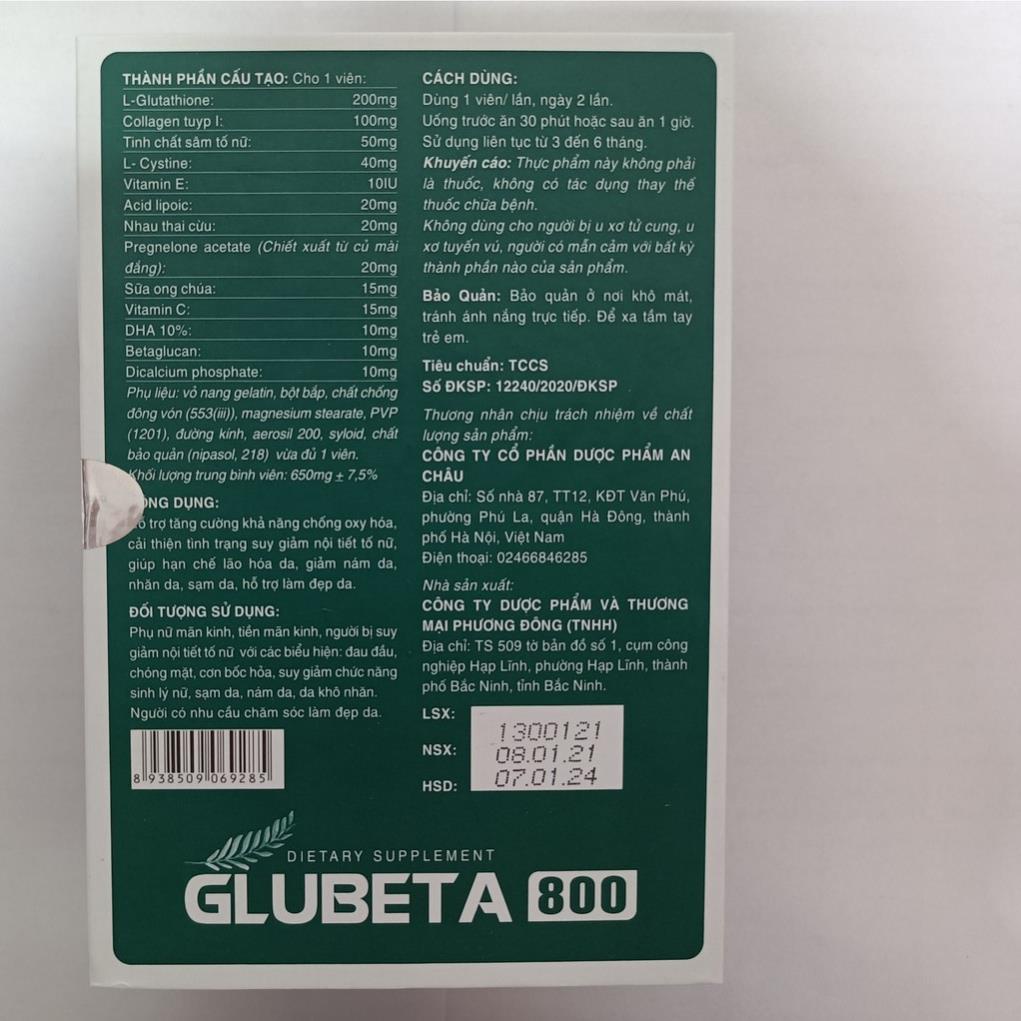 THÀNH PHẦN CẤU TẠO: Cho 1 viên:
L-Glutathione: 200mg
Collagen tuyp I: 100mg
Tinh chất sâm tố nữ: 50mg
L- Cystine: 40mg
Vitamin E: 10IU
Acid lipoic: 20mg
Nhau thai cừu: 20mg
Pregnelone acetate (Chiết xuất từ củ mài
đắng): 20mg
Sữa ong chúa: 15mg
Vitamin C: 15mg
DHA 10%: 10mg
Betaglucan: 10mg
Dicalcium phosphate: 10mg
Phụ liệu: vỏ nang gelatin, bột bắp, chất chống
đông vón (553(iii)), magnesium stearate, PVP
(1201), đường kính, aerosil 200, syloid, chất
bảo quản (nipasol, 218) vừa đủ 1 viên.
Khối lượng trung bình viên: 650mg ± 7,5%
ÔNG DỤNG:
ỗ trợ tăng cường khả năng chống oxy hóa,
cải thiện tình trạng suy giảm nội tiết tố nữ,
giúp hạn chế lão hóa da, giảm nám da,
nhăn da, sạm da, hỗ trợ làm đẹp da.
ĐỐI TƯỢNG SỬ DỤNG:
Phụ nữ mãn kinh, tiền mãn kinh, người bị suy
giảm nội tiết tố nữ với các biểu hiện: đau đầu,
chóng mặt, cơn bốc hỏa, suy giảm chức năng
sinh lý nữ, sạm da, nám da, da khô nhăn.
Người có nhu cầu chăm sóc làm đẹp da.
8 938509 069285
CÁCH DÙNG:
Dùng 1 viên/ lần, ngày 2 lần.
Uống trước ăn 30 phút hoặc sau ăn 1 giờ.
Sử dụng liên tục từ 3 đến 6 tháng.
Khuyến cáo: Thực phẩm này không phải
là thuốc, không có tác dụng thay thế
thuốc chữa bệnh.
Không dùng cho người bị u xơ tử cung, u
xơ tuyến vú, người có mẫn cảm với bất kỳ
thành phần nào của sản phẩm.
Bảo Quản: Bảo quản ở nơi khô mát,
tránh ánh nắng trực tiếp. Để xa tầm tay
trẻ em.
Tiêu chuẩn: TCCS
Số ĐKSP: 12240/2020/ĐKSP
Thương nhân chịu trách nhiệm về chất
lượng sản phẩm:
CÔNG TY CỔ PHẦN DƯỢC PHẨM AN
CHÂU
Địa chỉ: Số nhà 87, TT12, KĐT Văn Phú,
phường Phú La, quận Hà Đông, thành
phố Hà Nội, Việt Nam
Điện thoại: 02466846285
Nhà sản xuất:
CÔNG TY DƯỢC PHẨM VÀ THƯƠNG
MẠI PHƯƠNG ĐÔNG (TNHH)
Địa chỉ: TS 509 tờ bản đồ số 1, cụm công
nghiệp Hạp Lĩnh, phường Hạp Lĩnh, thành
phố Bắc Ninh, tỉnh Bắc Ninh.
LSX: 1300121
NSX: 08.01.21
HSD: 07.01.24
DIETARY SUPPLEMENT
GLUBETA 800